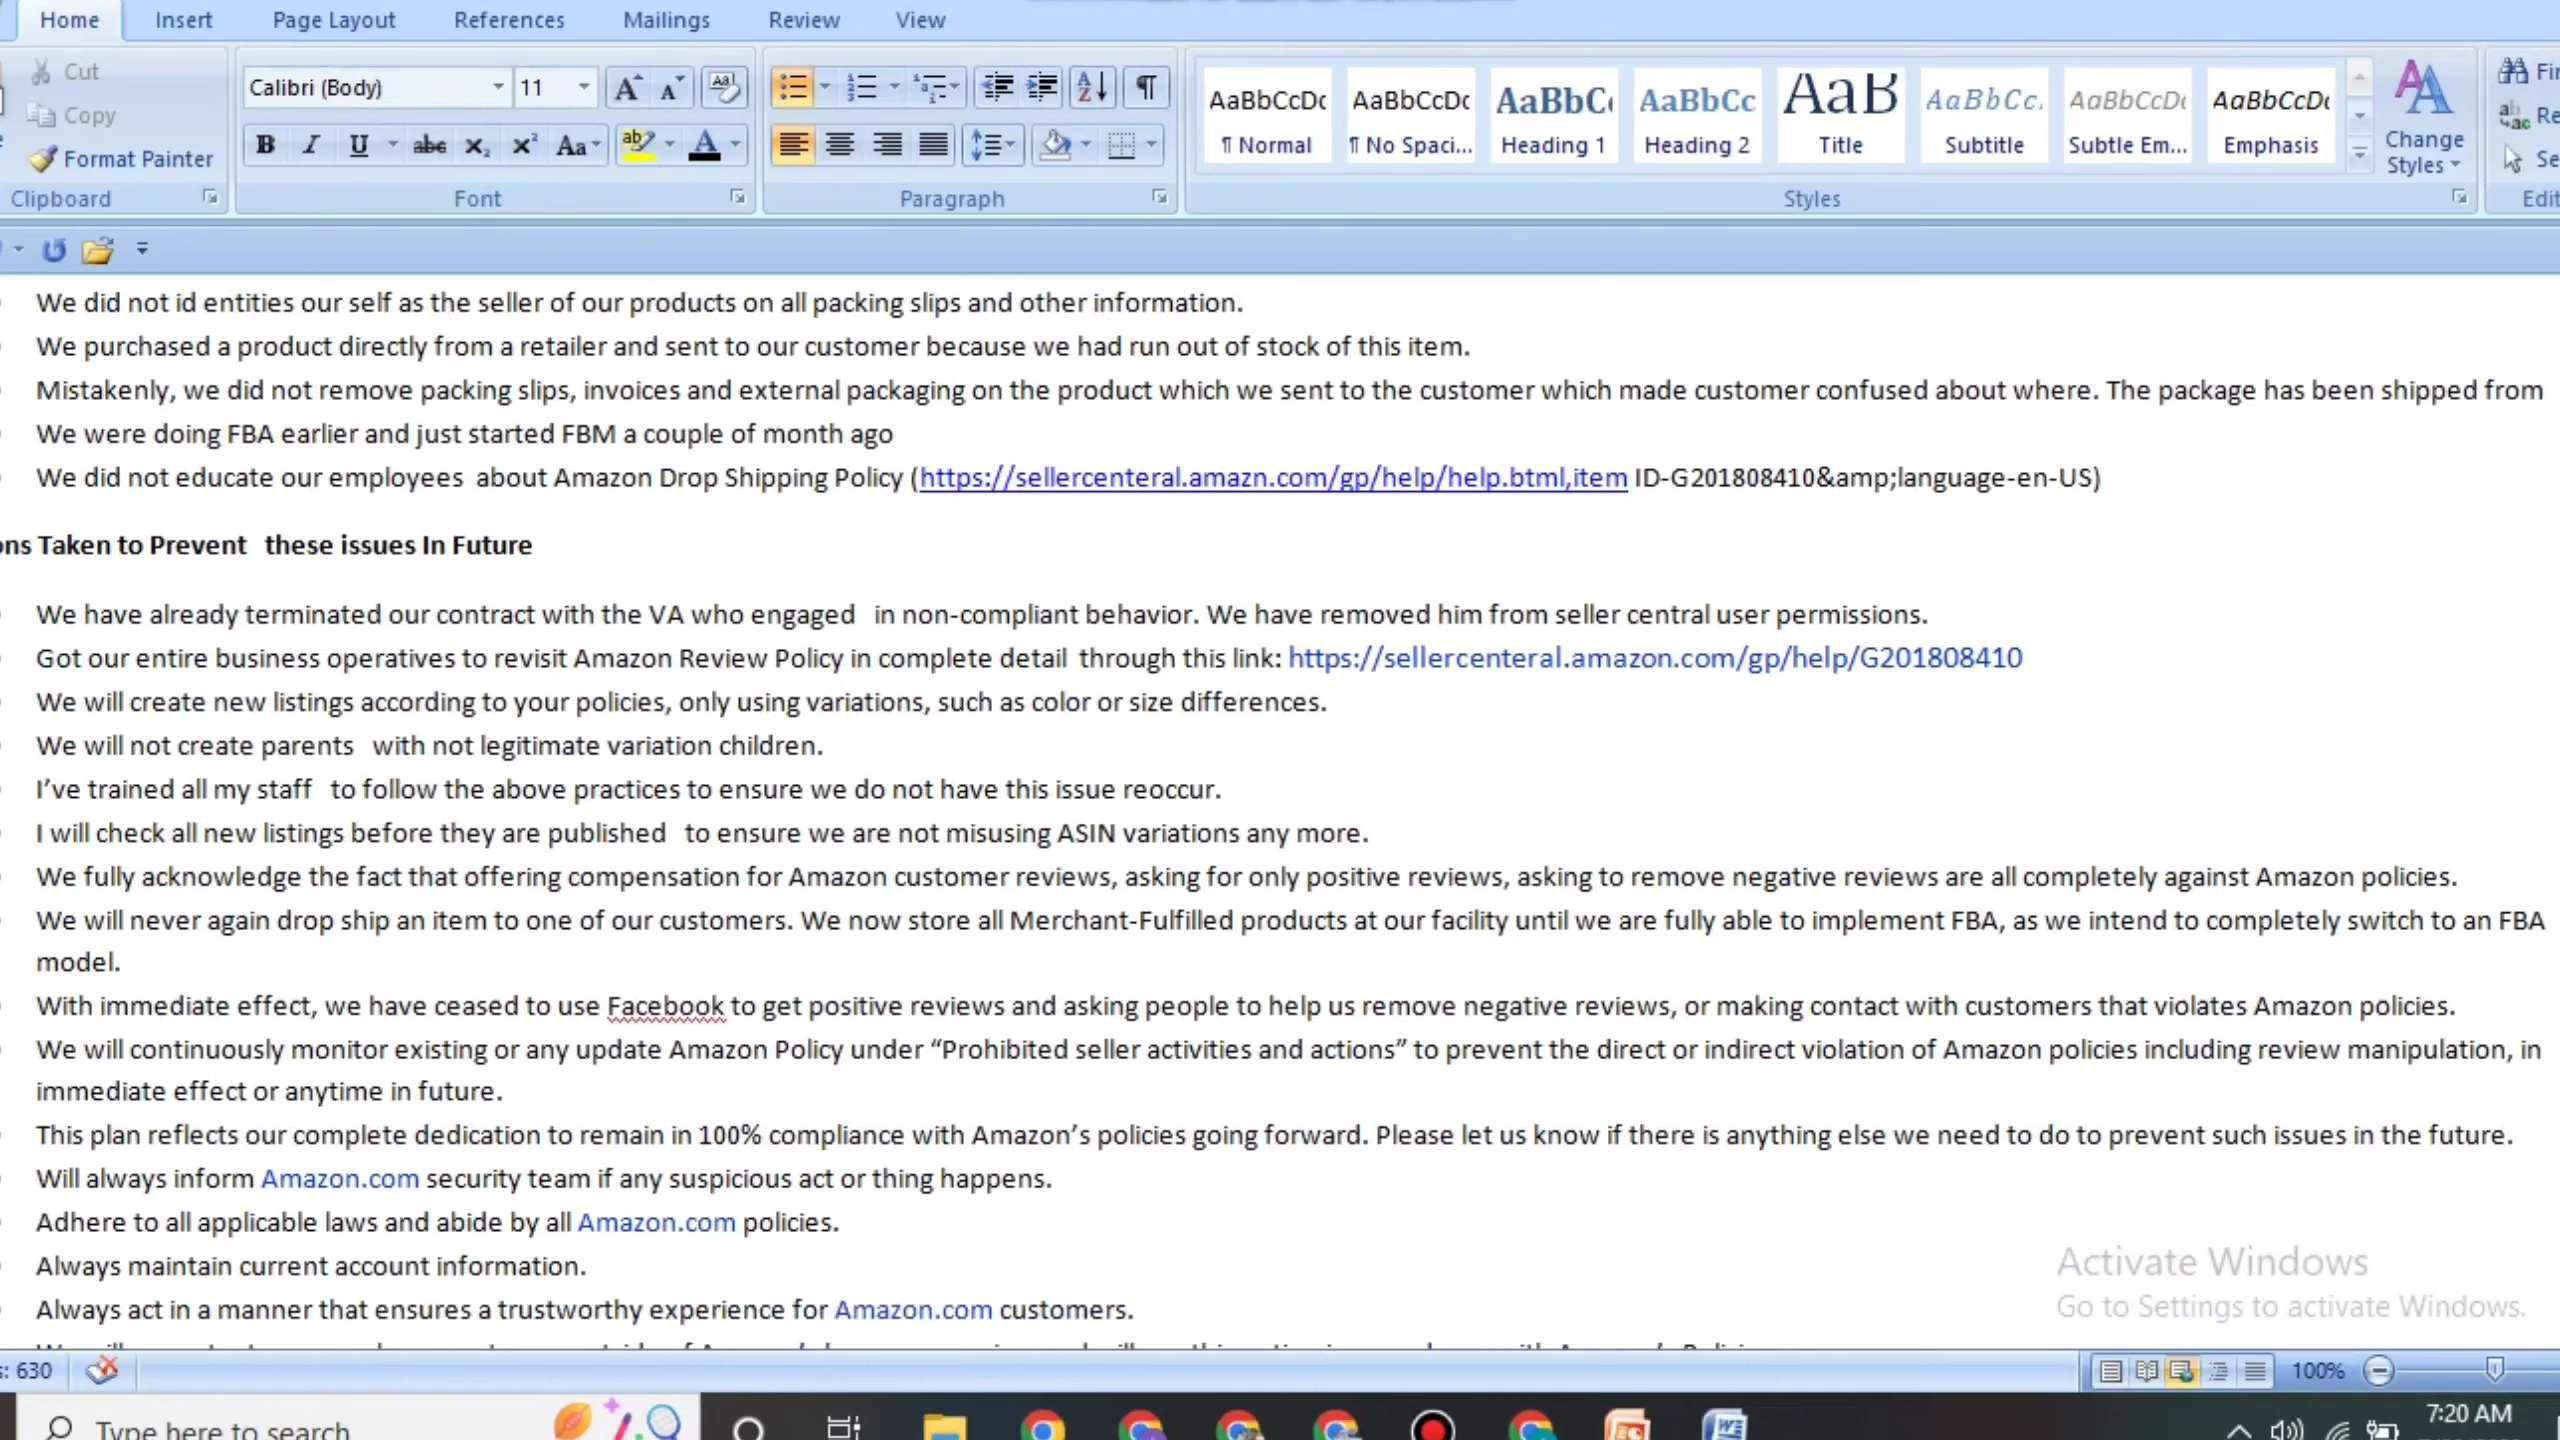 Home Insert Page Layout References Mailings Review View
Cut
Copy
Format Painter
Clipboard
Calibri (Body) 11
Font
Paragraph
AaBbCcDc AaBbCcDc AaBbC AaBbCc AaB AaBbCc. AaBbCcDc AaBbCcDc
¶ Normal ¶ No Spaci... Heading 1 Heading 2 Title Subtitle Subtle Em... Emphasis
Change Styles
Styles
We did not id entities our self as the seller of our products on all packing slips and other information.
We purchased a product directly from a retailer and sent to our customer because we had run out of stock of this item.
Mistakenly, we did not remove packing slips, invoices and external packaging on the product which we sent to the customer which made customer confused about where. The package has been shipped from
We were doing FBA earlier and just started FBM a couple of month ago
We did not educate our employees about Amazon Drop Shipping Policy (https://sellercenteral.amazn.com/gp/help/help.btml,item ID-G201808410&amp;language-en-US)
ons Taken to Prevent these issues In Future
We have already terminated our contract with the VA who engaged in non-compliant behavior. We have removed him from seller central user permissions.
Got our entire business operatives to revisit Amazon Review Policy in complete detail through this link: https://sellercenteral.amazon.com/gp/help/G201808410
We will create new listings according to your policies, only using variations, such as color or size differences.
We will not create parents with not legitimate variation children.
I've trained all my staff to follow the above practices to ensure we do not have this issue reoccur.
I will check all new listings before they are published to ensure we are not misusing ASIN variations any more.
We fully acknowledge the fact that offering compensation for Amazon customer reviews, asking for only positive reviews, asking to remove negative reviews are all completely against Amazon policies.
We will never again drop ship an item to one of our customers. We now store all Merchant-Fulfilled products at our facility until we are fully able to implement FBA, as we intend to completely switch to an FBA
model.
With immediate effect, we have ceased to use Facebook to get positive reviews and asking people to help us remove negative reviews, or making contact with customers that violates Amazon policies.
We will continuously monitor existing or any update Amazon Policy under “Prohibited seller activities and actions” to prevent the direct or indirect violation of Amazon policies including review manipulation, in
immediate effect or anytime in future.
This plan reflects our complete dedication to remain in 100% compliance with Amazon’s policies going forward. Please let us know if there is anything else we need to do to prevent such issues in the future.
Will always inform Amazon.com security team if any suspicious act or thing happens.
Adhere to all applicable laws and abide by all Amazon.com policies.
Always maintain current account information.
Always act in a manner that ensures a trustworthy experience for Amazon.com customers.
Activate Windows
Go to Settings to activate Windows.
: 630
100%
Type here to search
7:20 AM